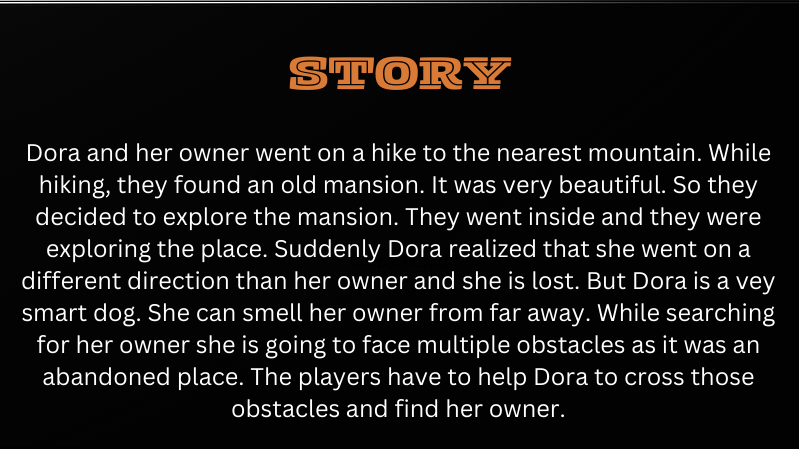 STORY
Dora and her owner went on a hike to the nearest mountain. While
hiking, they found an old mansion. It was very beautiful. So they
decided to explore the mansion. They went inside and they were
exploring the place. Suddenly Dora realized that she went on a
different direction than her owner and she is lost. But Dora is a vey
smart dog. She can smell her owner from far away. While searching
for her owner she is going to face multiple obstacles as it was an
abandoned place. The players have to help Dora to cross those
obstacles and find her owner.